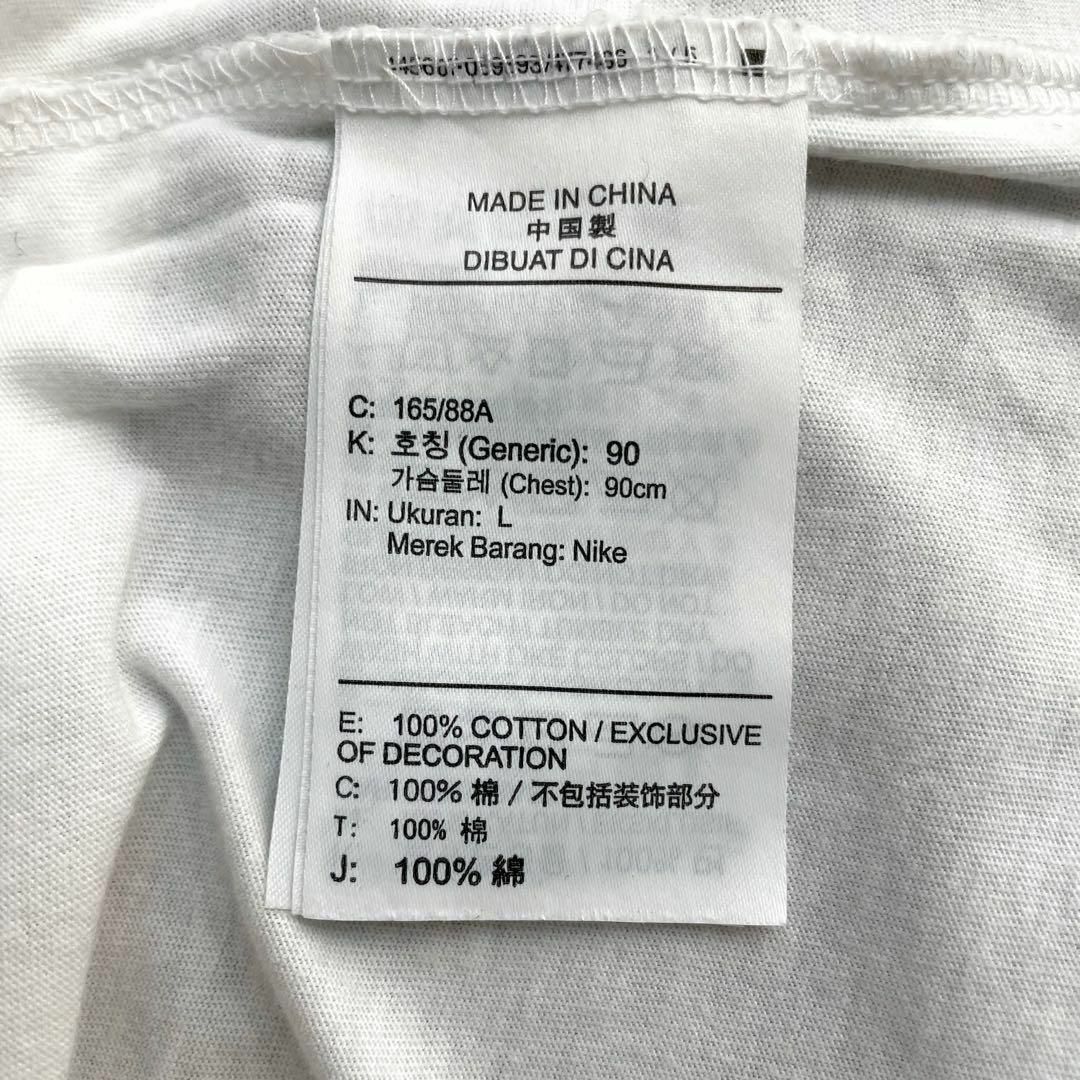 MADE IN CHINA
中国製
DIBUAT DI CINA
C: 165/88A
K: 호칭 (Generic): 90
가슴둘레 (Chest): 90cm
IN: Ukuran: L
Merek Barang: Nike
E: 100% COTTON / EXCLUSIVE
OF DECORATION
C: 100% 棉 / 不包括装饰部分
T: 100% 棉
J: 100% 綿